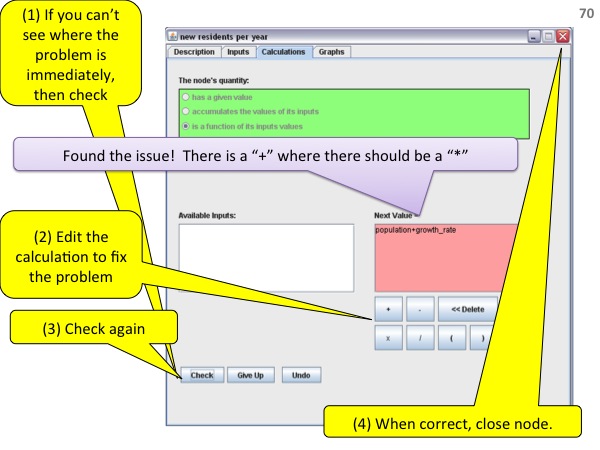 70
(1) If you can’t
see where the
problem is
immediately,
then check
new residents per year
Description Inputs Calculations Graphs
The node's quantity:
has a given value
accumulates the values of its inputs
is a function of its inputs values
Found the issue!  There is a “+” where there should be a “*”
Available Inputs:
Next Value =
population+growth_rate
(2) Edit the
calculation to fix
the problem
+ - << Delete
x / ( )
(3) Check again
Check Give Up Undo
(4) When correct, close node.